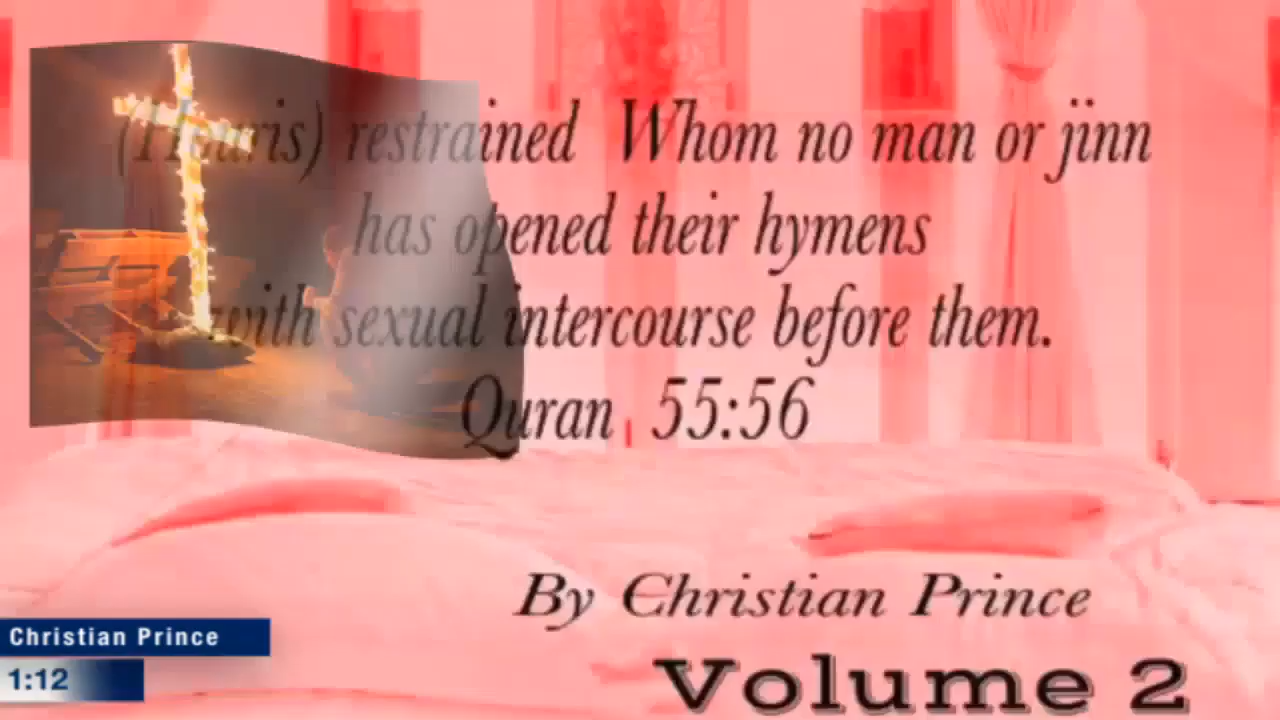 (Houris) restrained Whom no man or jinn
has opened their hymens
with sexual intercourse before them.
Quran 55:56
By Christian Prince
Volume 2
Christian Prince
1:12